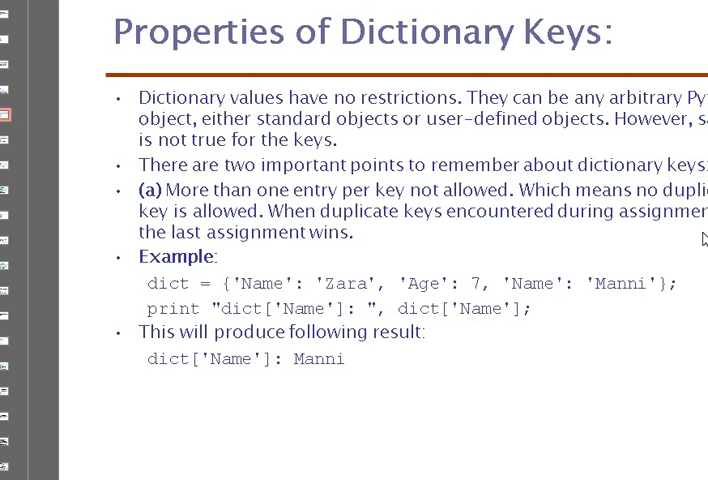 Properties of Dictionary Keys:
• Dictionary values have no restrictions. They can be any arbitrary
object, either standard objects or user-defined objects. However,
is not true for the keys.
• There are two important points to remember about dictionary keys:
• (a) More than one entry per key not allowed. Which means no
key is allowed. When duplicate keys encountered during
the last assignment wins.
• Example:
dict = {'Name': 'Zara', 'Age': 7, 'Name': 'Manni'};
print "dict['Name']: ", dict['Name'];
• This will produce following result:
dict['Name']: Manni